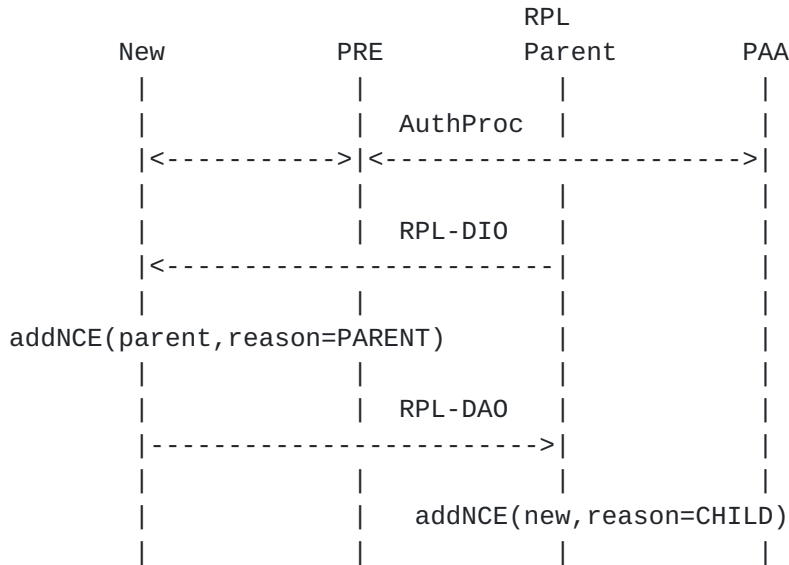 RPL
New PRE Parent PAA
AuthProc
|<----------->|<----------------------->|
RPL-DIO
|<-------------------------|
addNCE(parent,reason=PARENT)
RPL-DAO
|------------------------->|
addNCE(new,reason=CHILD)